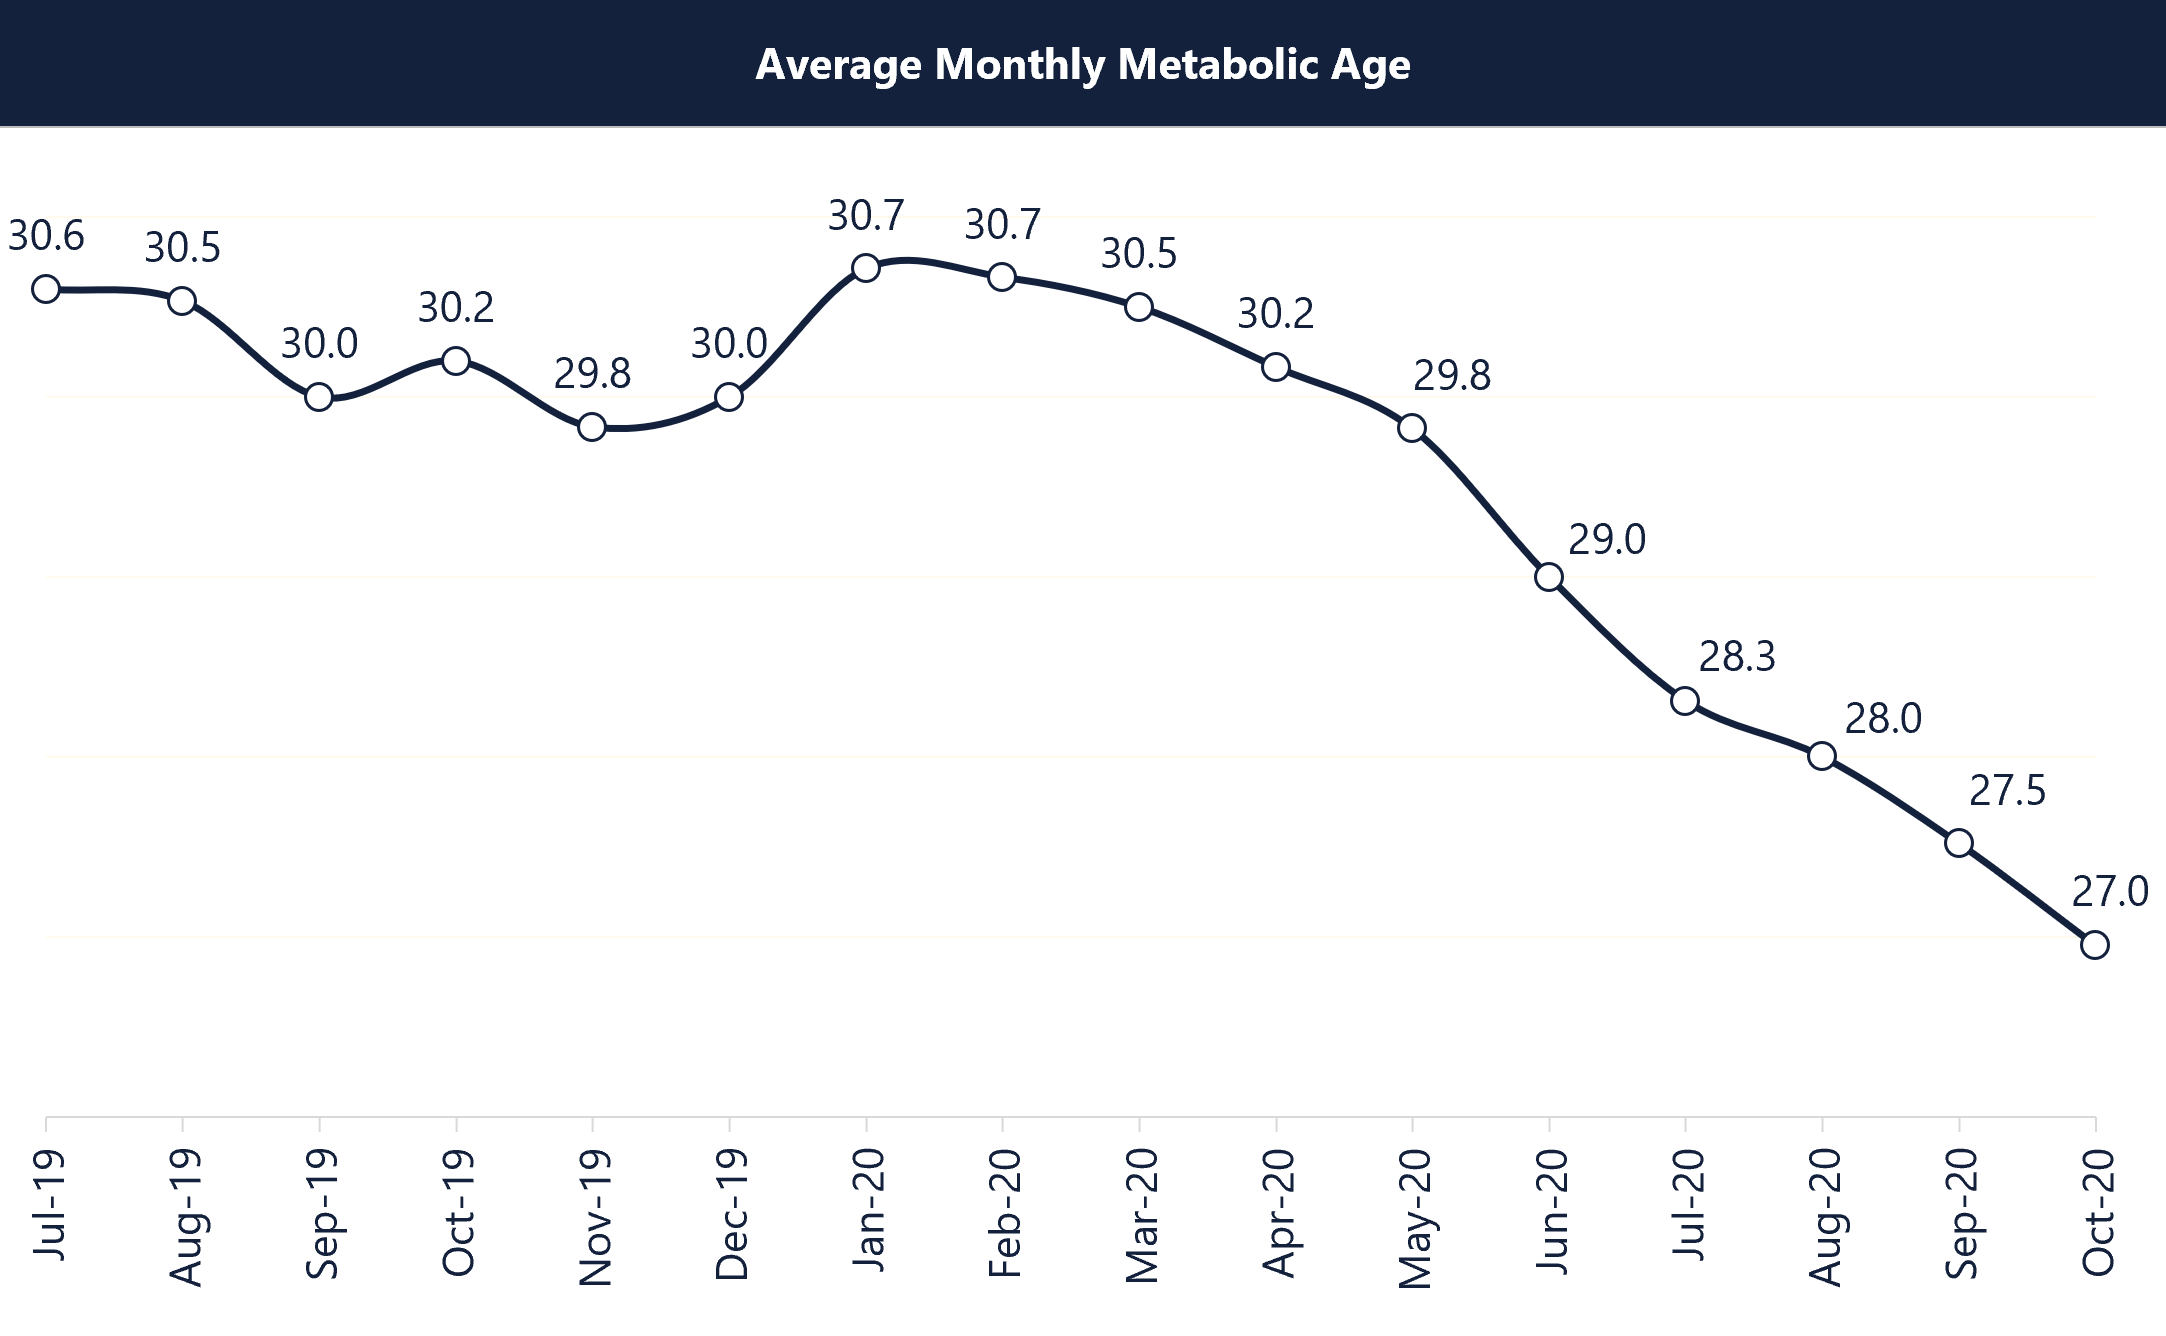 Average Monthly Metabolic Age
30.6
30.5
30.0
30.2
29.8
30.0
30.7
30.7
30.5
30.2
29.8
29.0
28.3
28.0
27.5
27.0
Jul-19
Aug-19
Sep-19
Oct-19
Nov-19
Dec-19
Jan-20
Feb-20
Mar-20
Apr-20
May-20
Jun-20
Jul-20
Aug-20
Sep-20
Oct-20